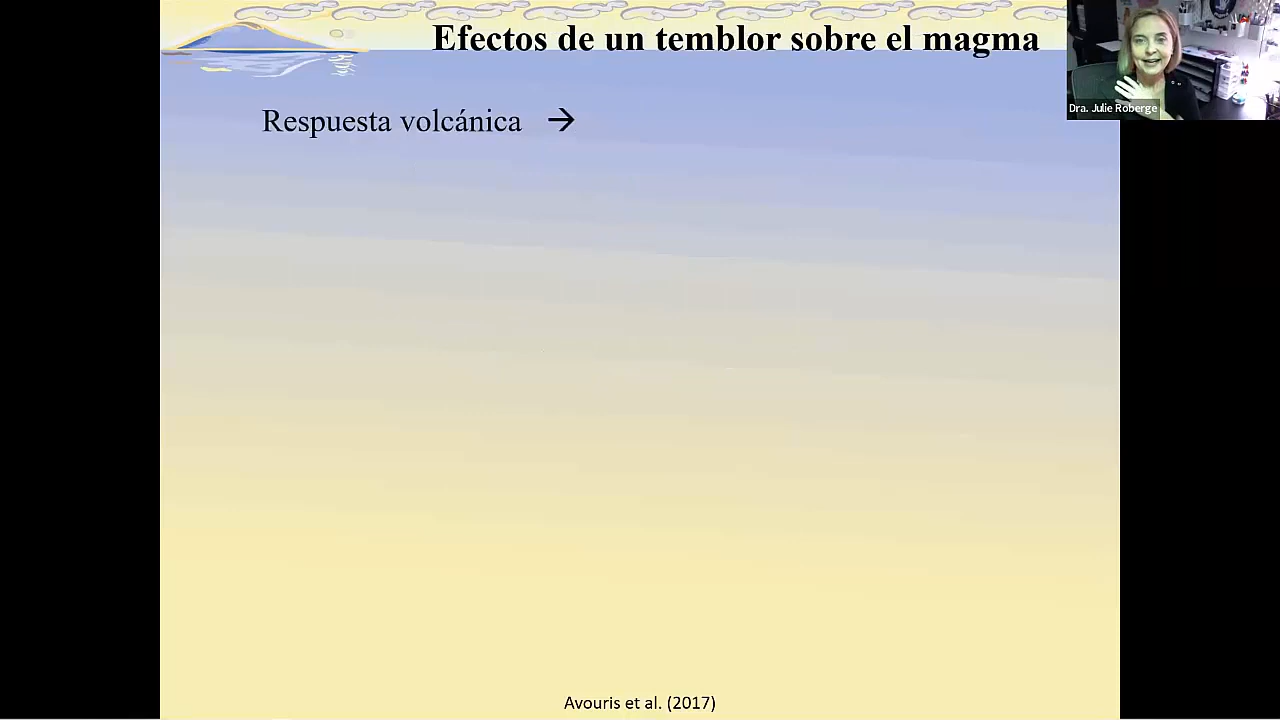 Efectos de un temblor sobre el magma
Dra. Julie Roberge
Respuesta volcánica →
Avouris et al. (2017)